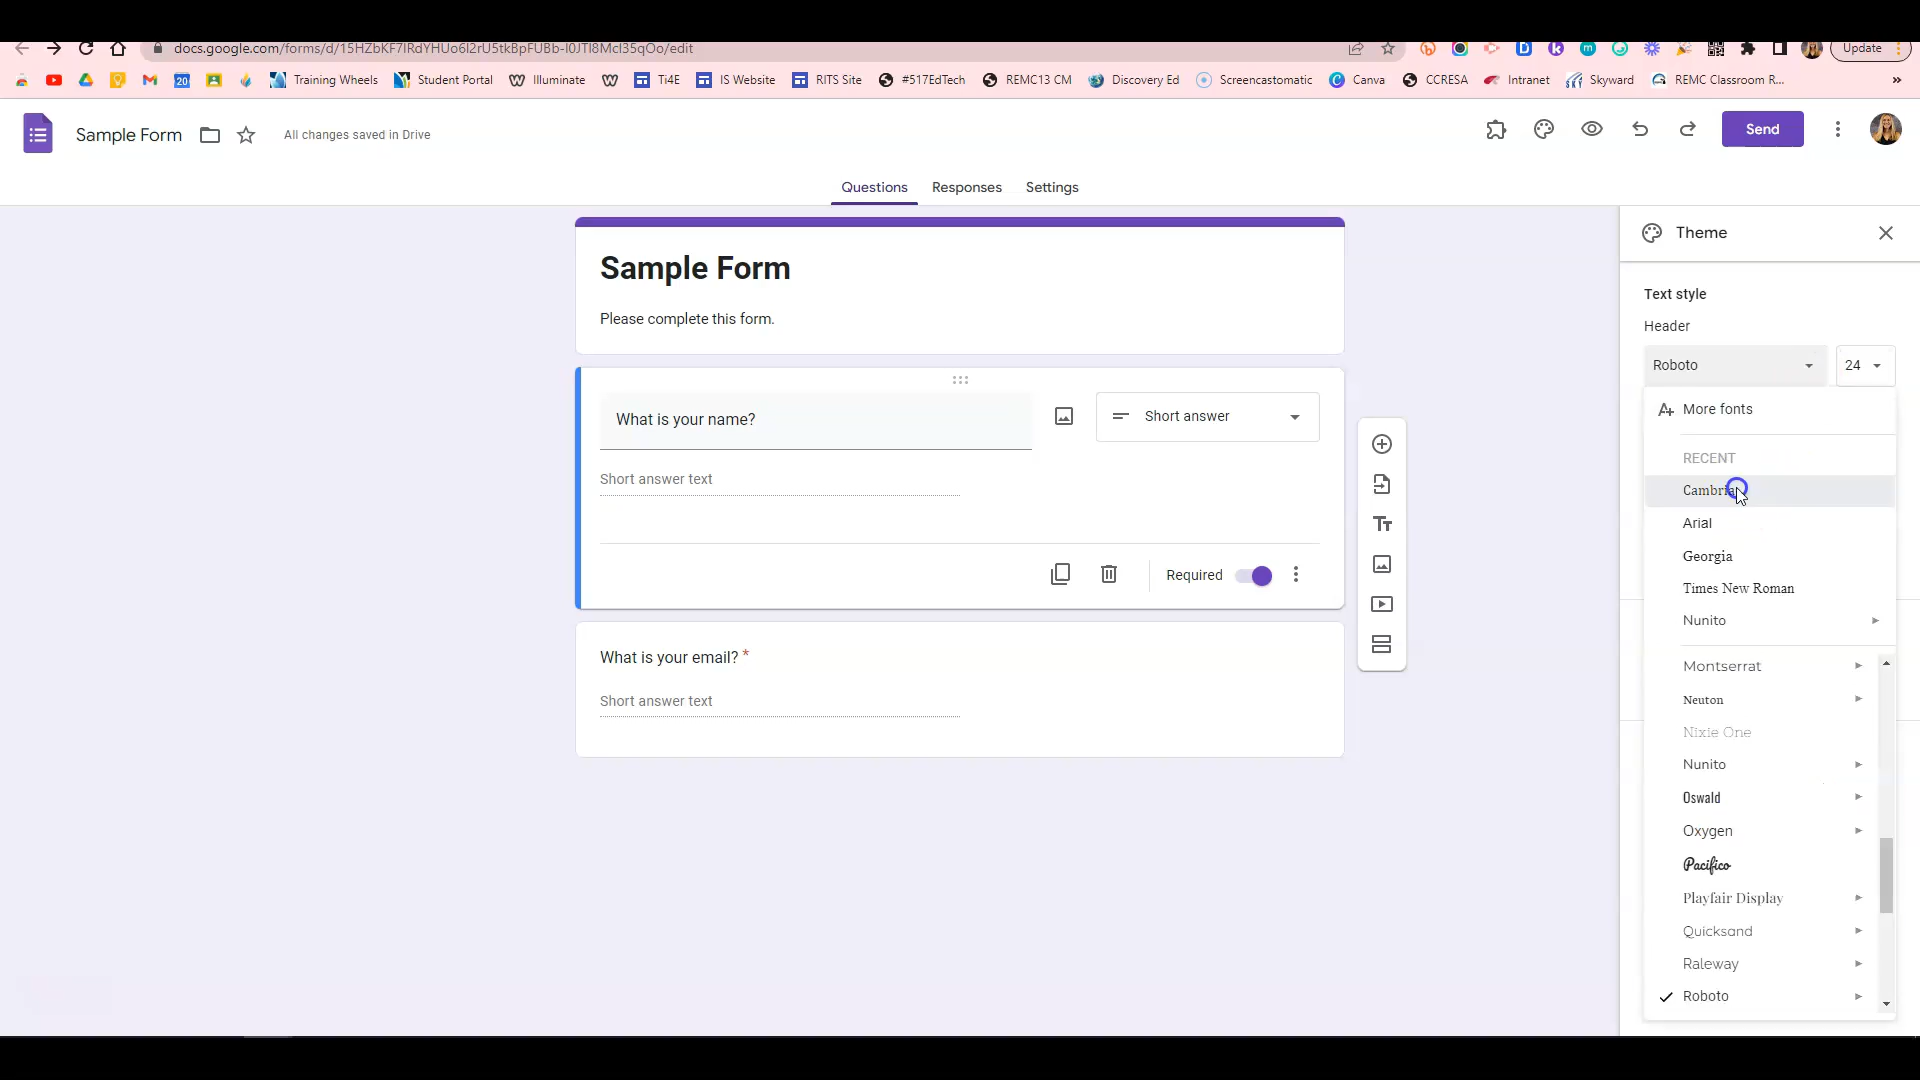 docs.google.com/forms/d/15HZbKF7IRdYHUo6l2rU5tkBpFUBb-I0JTI8McI35qOo/edit
Update
Training Wheels
Student Portal
Illuminate
Ti4E
IS Website
RITS Site
#517EdTech
REMC13 CM
Discovery Ed
Screencastomatic
Canva
CCRESA
Intranet
Skyward
REMC Classroom R...
»
Sample Form
All changes saved in Drive
Send
Questions
Responses
Settings
Sample Form
Please complete this form.
What is your name?
Short answer
Short answer text
Required
What is your email? *
Short answer text
Theme
Text style
Header
Roboto
24
More fonts
RECENT
Cambria
Arial
Georgia
Times New Roman
Nunito
Montserrat
Neuton
Nixie One
Nunito
Oswald
Oxygen
Pacifico
Playfair Display
Quicksand
Raleway
Roboto